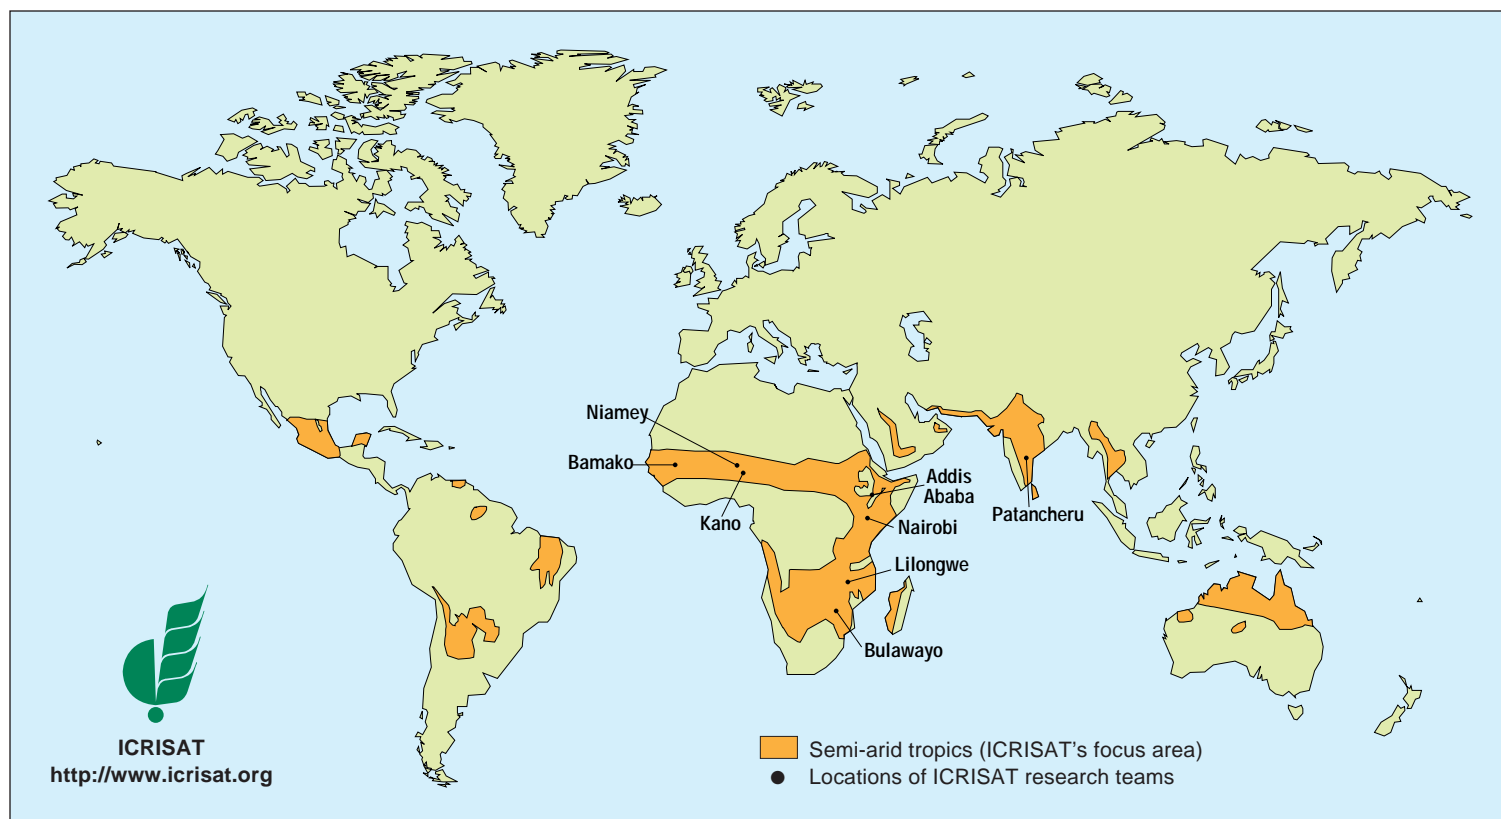 Niamey
Bamako
Kano
Addis
Ababa
Nairobi
Patancheru
Lilongwe
Bulawayo
ICRISAT
http://www.icrisat.org
Semi-arid tropics (ICRISAT's focus area)
Locations of ICRISAT research teams